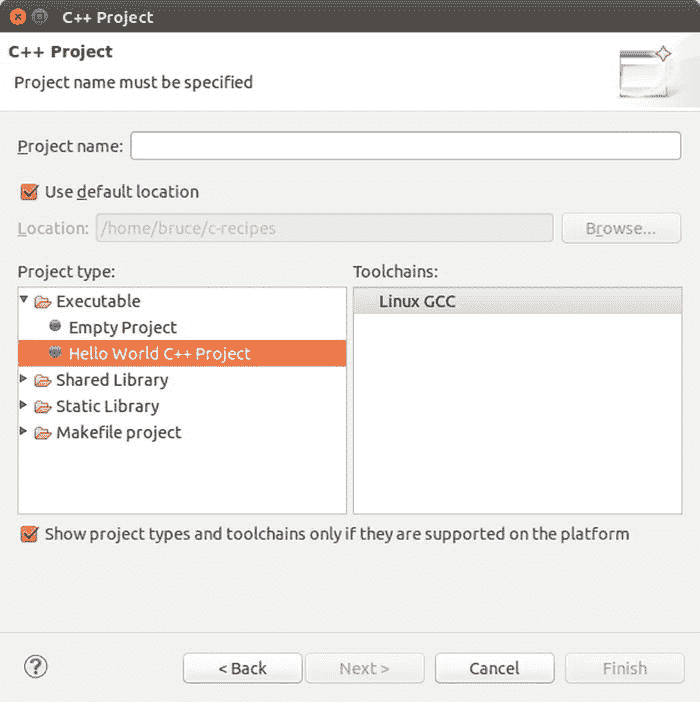 C++ Project
C++ Project
Project name must be specified
Project name:
Use default location
Location: /home/bruce/c-recipes Browse...
Project type: Toolchains:
Executable Linux GCC
Empty Project
Hello World C++ Project
Shared Library
Static Library
Makefile project
Show project types and toolchains only if they are supported on the platform
? < Back Next > Cancel Finish